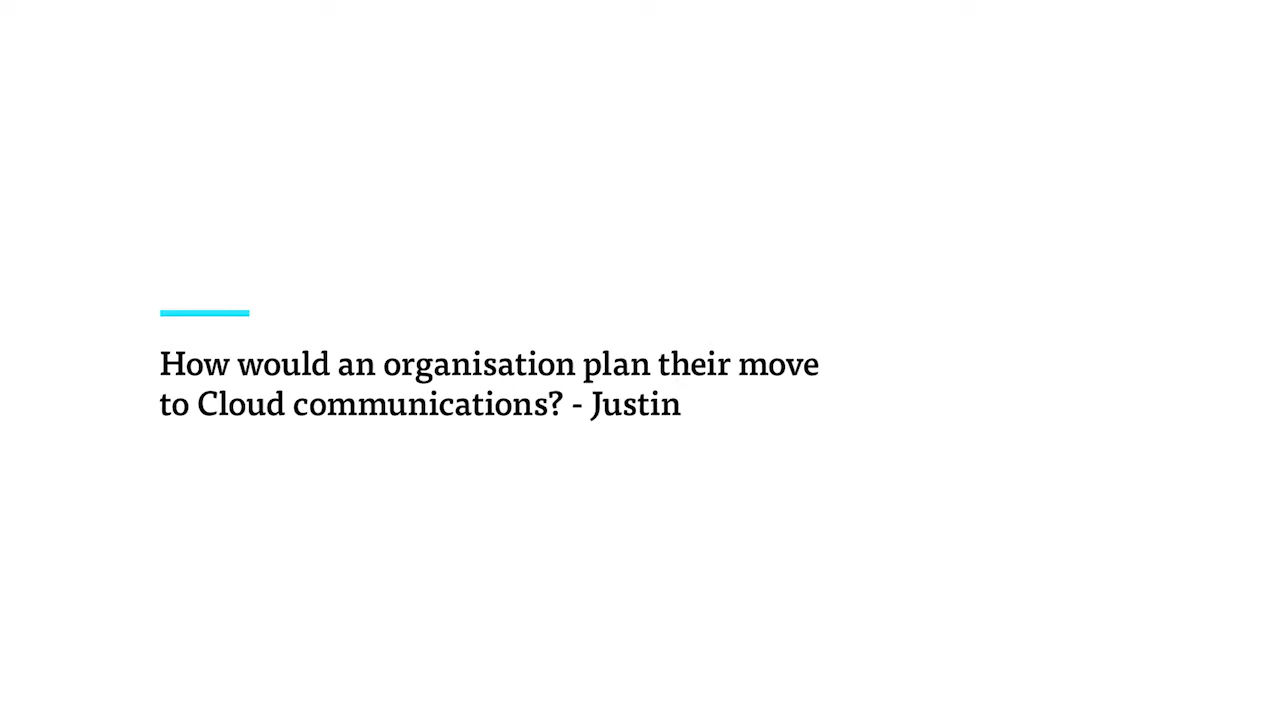 How would an organisation plan their move
to Cloud communications? - Justin